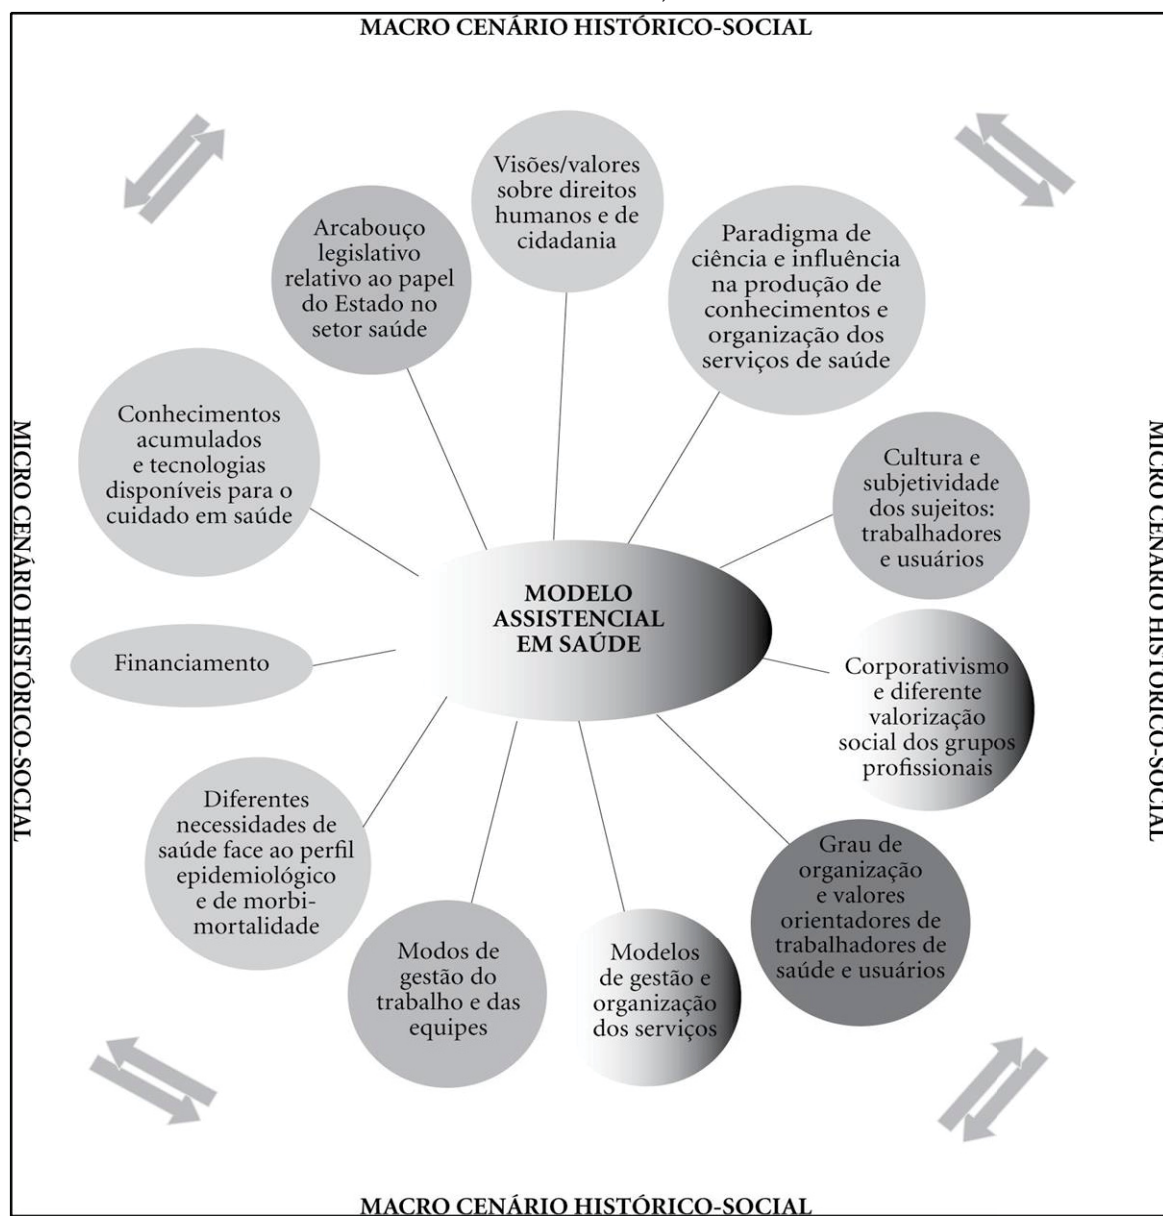 MACRO CENÁRIO HISTÓRICO-SOCIAL
Visões/valores
sobre direitos
humanos e de
cidadania
Arcabouço
legislativo
relativo ao papel
do Estado no
setor saúde
Paradigma de
ciência e influência
na produção de
conhecimentos e
organização dos
serviços de saúde
Conhecimentos
acumulados
e tecnologias
disponíveis para o
cuidado em saúde
Cultura e
subjetividade
dos sujeitos:
trabalhadores
e usuários
MICRO CENÁRIO HISTÓRICO-SOCIAL
MICRO CENÁRIO HISTÓRICO-SOCIAL
MODELO
ASSISTENCIAL
EM SAÚDE
Financiamento
Corporativismo
e diferente
valorização
social dos grupos
profissionais
Diferentes
necessidades de
saúde face ao perfil
epidemiológico
e de morbi-
mortalidade
Grau de
organização
e valores
orientadores de
trabalhadores de
saúde e usuários
Modos de
gestão do
trabalho e das
equipes
Modelos
de gestão e
organização
dos serviços
MACRO CENÁRIO HISTÓRICO-SOCIAL